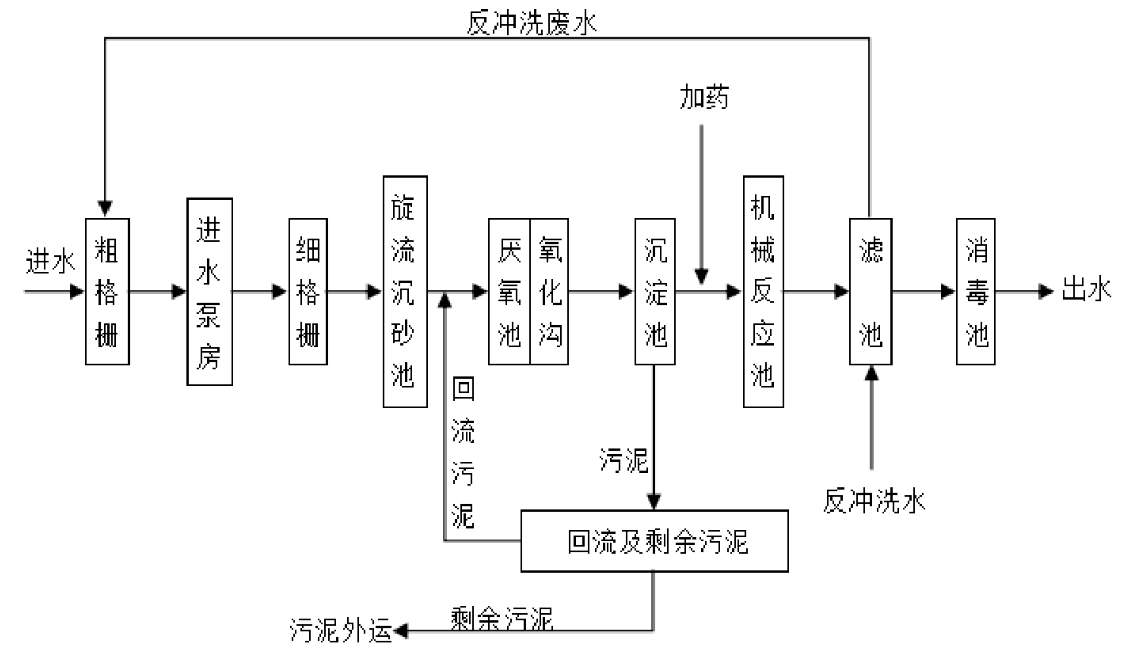 反冲洗废水
加药
进水
粗格栅
进水泵房
细格栅
旋流沉砂池
厌氧池
氧化沟
沉淀池
机械反应池
滤池
消毒池
出水
回流污泥
污泥
反冲洗水
回流及剩余污泥
剩余污泥
污泥外运